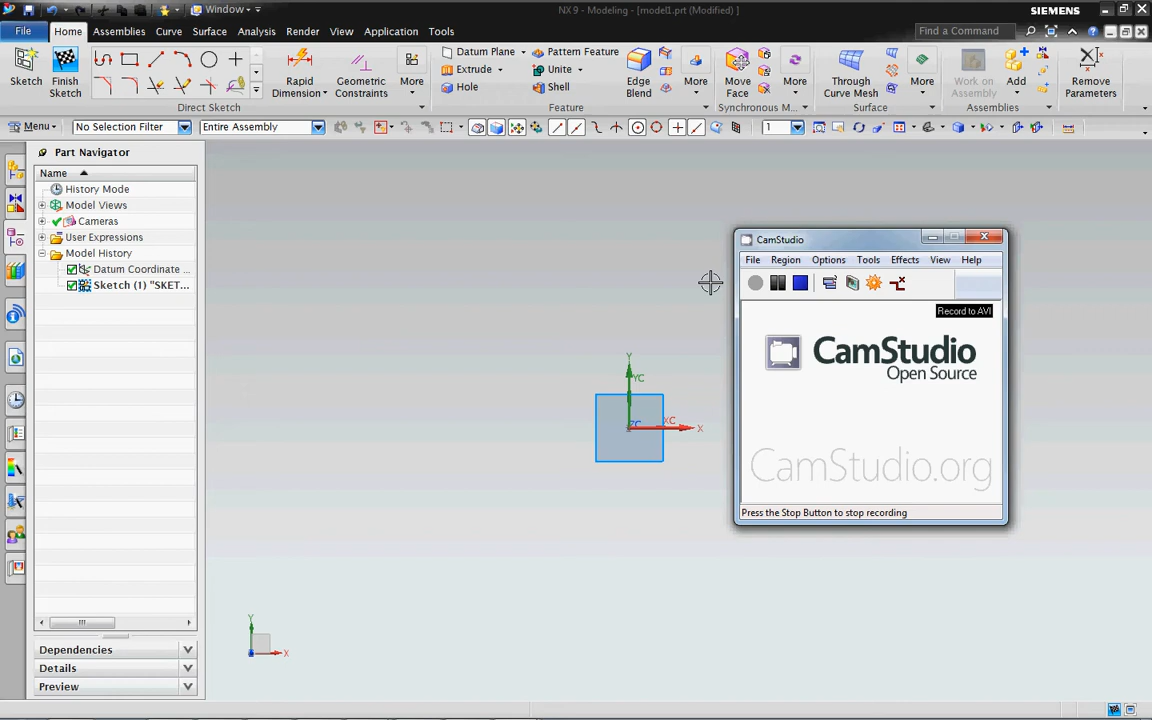 Window
NX 9 - Modeling - [model1.prt (Modified) ]
SIEMENS
File
Home
Assemblies
Curve
Surface
Analysis
Render
View
Application
Tools
Find a Command
Sketch
Finish Sketch
Rapid Dimension
Geometric Constraints
More
Datum Plane
Extrude
Hole
Pattern Feature
Unite
Shell
Edge Blend
More
Move Face
More
Through Curve Mesh
More
Work on Assembly
Add
Remove Parameters
Direct Sketch
Feature
Synchronous M...
Surface
Assemblies
Menu
No Selection Filter
Entire Assembly
1
Part Navigator
Name
History Mode
Model Views
Cameras
User Expressions
Model History
Datum Coordinate ...
Sketch (1) "SKET...
Dependencies
Details
Preview
Y
YC
ZC
XC
X
Y
X
CamStudio
File
Region
Options
Tools
Effects
View
Help
Record to AVI
CamStudio
Open Source
CamStudio.org
Press the Stop Button to stop recording